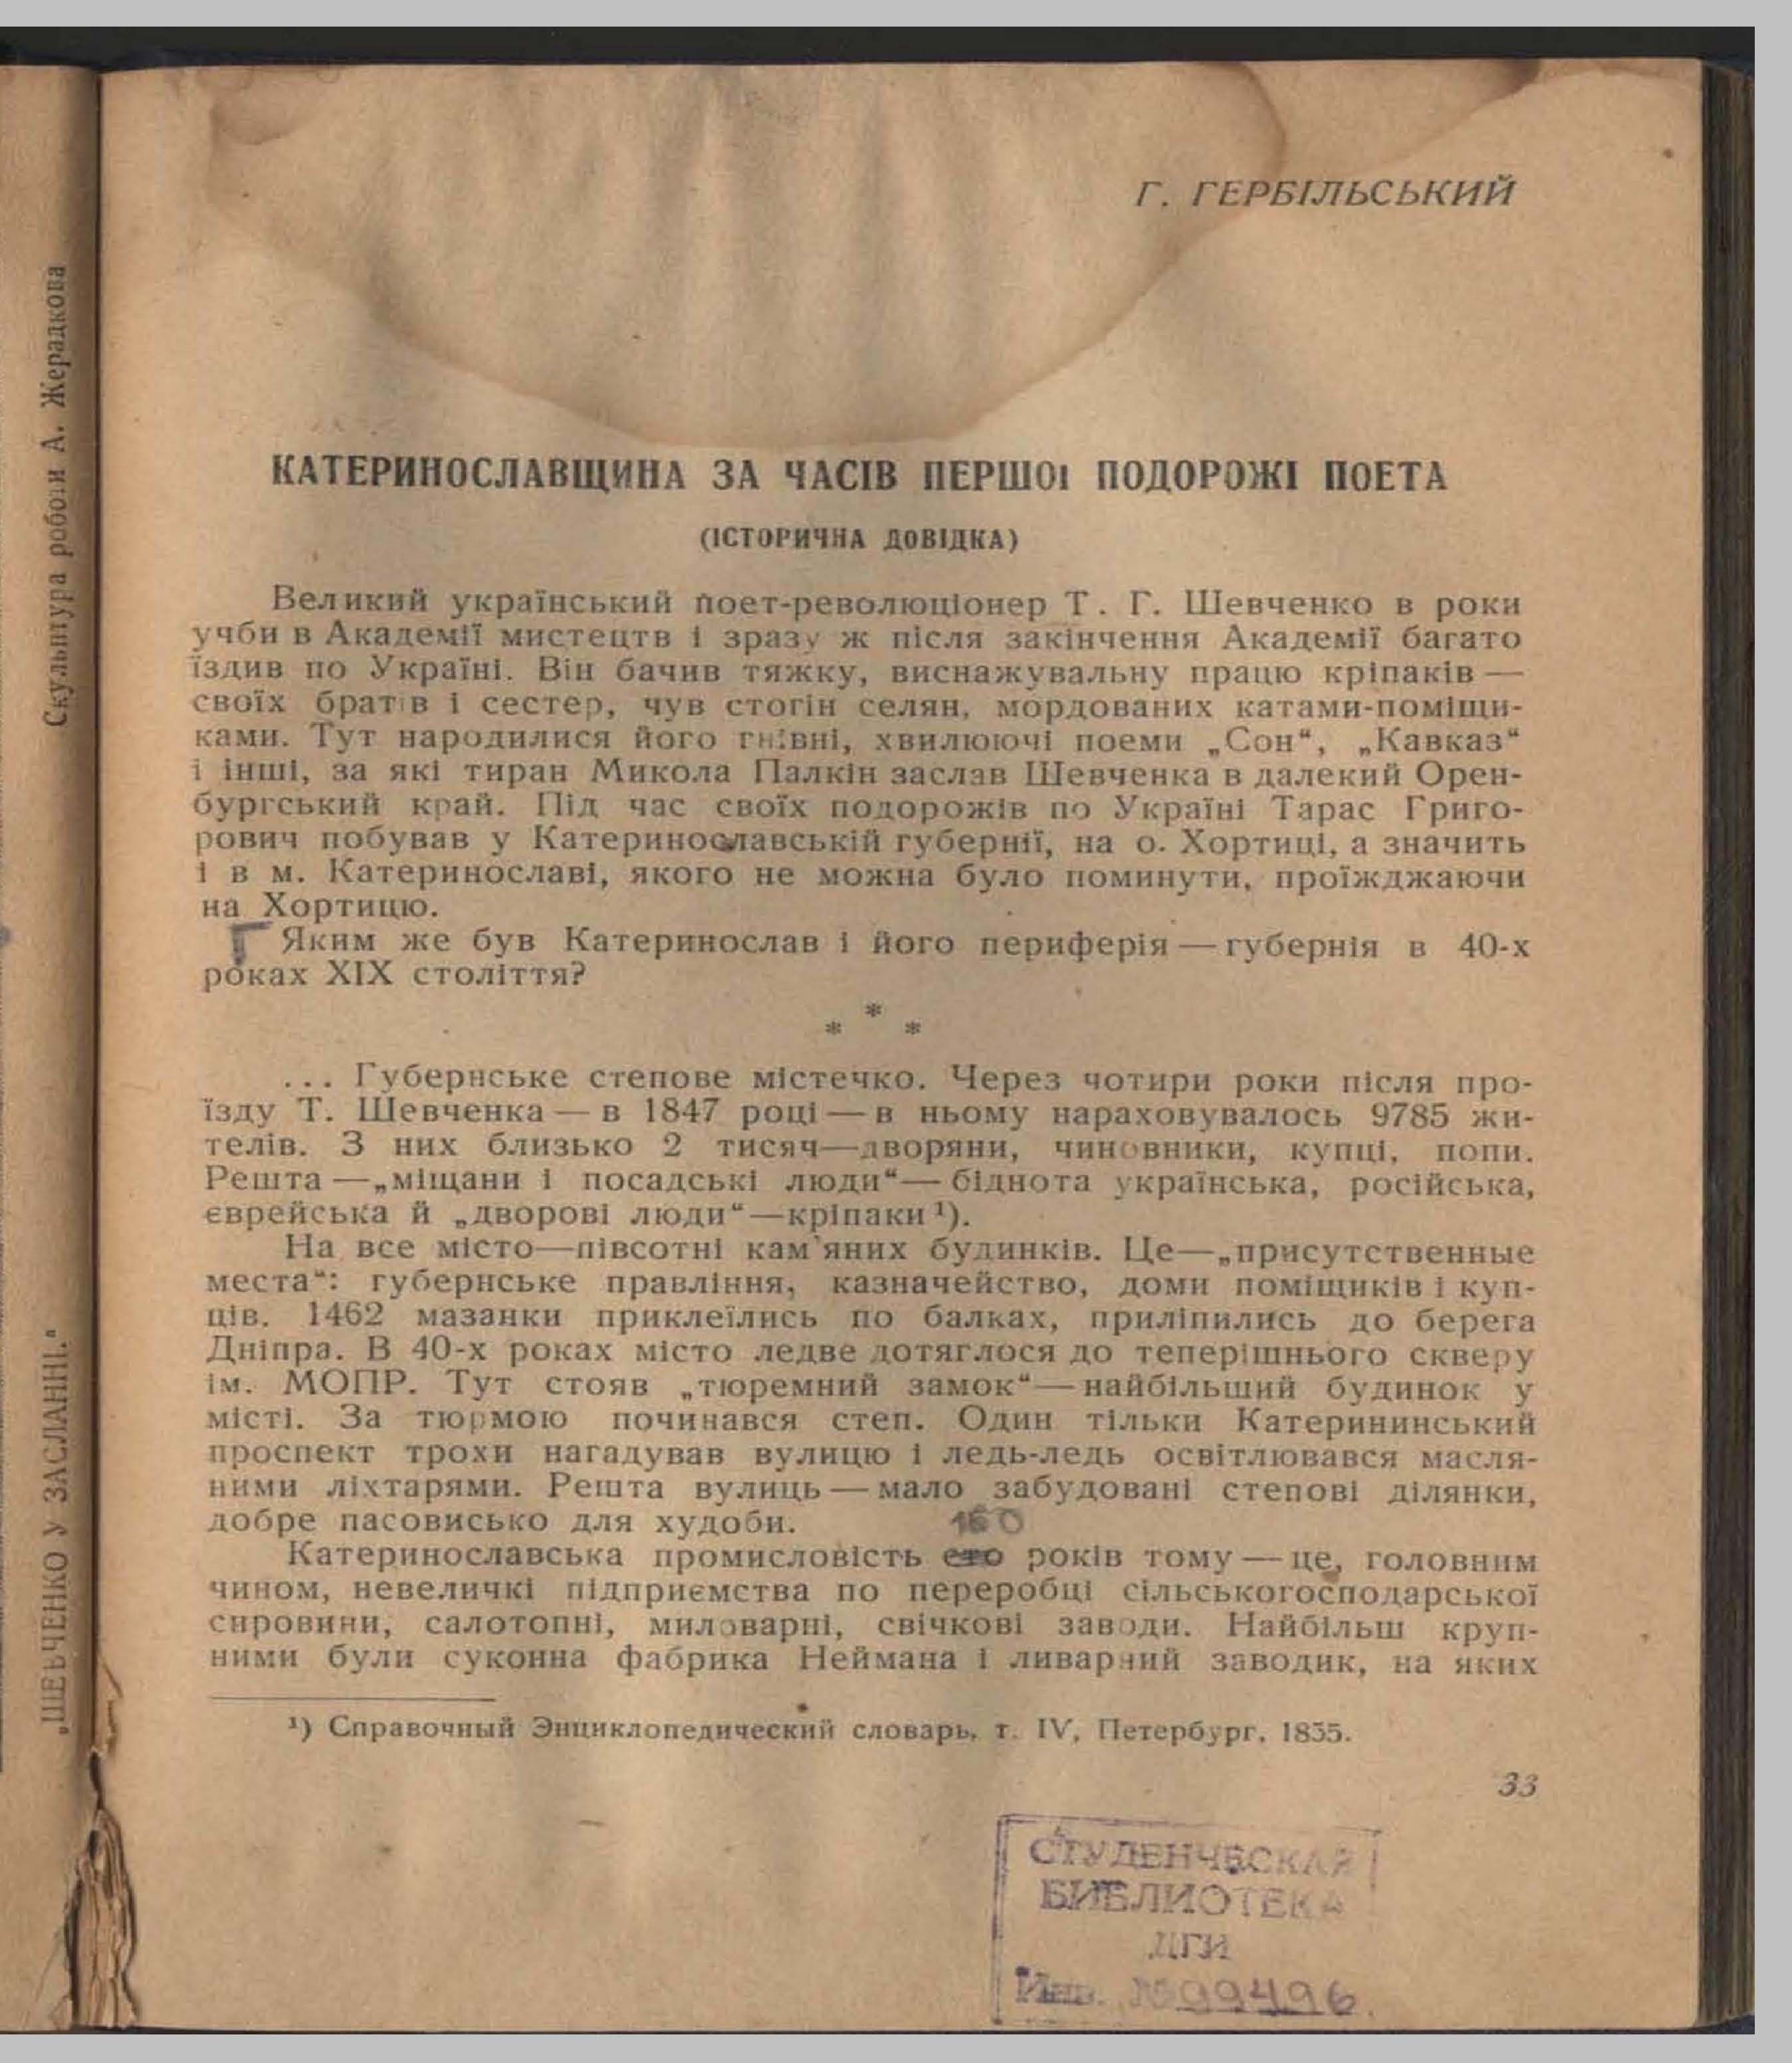 Г. ГЕРБІЛЬСЬКИЙ
КАТЕРИНОСЛАВЩИНА ЗА ЧАСІВ ПЕРШОЇ ПОДОРОЖІ ПОЕТА
(ІСТОРИЧНА ДОВІДКА)
Великий український поет-революціонер Т. Г. Шевченко в роки
учби в Академії мистецтв і зразу ж після закінчення Академії багато
їздив по Україні. Він бачив тяжку, виснажувальну працю кріпаків —
своїх братів і сестер, чув стогін селян, мордованих катами-поміщи-
ками. Тут народилися його гнівні, хвилюючі поеми „Сон“, „Кавказ“
і інші, за які тиран Микола Палкін заслав Шевченка в далекий Орен-
бургський край. Під час своїх подорожів по Україні Тарас Григо-
рович побував у Катеринославській губернії, на о. Хортиці, а значить
і в м. Катеринославі, якого не можна було поминути, проїжджаючи
на Хортицю.
Яким же був Катеринослав і його периферія — губернія в 40-х
роках XIX століття?
* * *
... Губернське степове містечко. Через чотири роки після про-
їзду Т. Шевченка — в 1847 році — в ньому нараховувалось 9785 жи-
телів. З них близько 2 тисяч—дворяни, чиновники, купці, попи.
Решта —„міщани і посадські люди“— біднота українська, російська,
єврейська й „дворові люди“—кріпаки ¹).
На все місто—півсотні кам'яних будинків. Це—„присутственные
места“: губернське правління, казначейство, доми поміщиків і куп-
ців. 1462 мазанки приклеїлись по балках, приліпились до берега
Дніпра. В 40-х роках місто ледве дотяглося до теперішнього скверу
ім. МОПР. Тут стояв „тюремний замок“— найбільший будинок у
місті. За тюрмою починався степ. Один тільки Катерининський
проспект трохи нагадував вулицю і ледь-ледь освітлювався масля-
ними ліхтарями. Решта вулиць — мало забудовані степові ділянки,
добре пасовисько для худоби.
160
Катеринославська промисловість сто років тому — це, головним
чином, невеличкі підприємства по переробці сільськогосподарської
сировини, салотопні, миловарні, свічкові заводи. Найбільш круп-
ними були суконна фабрика Неймана і ливарний заводик, на яких
¹) Справочный Энциклопедический словарь, т. IV, Петербург, 1855.
33
СТУДЕНЧЕСКАЯ
БИБЛИОТЕКА
ДГИ
Инв. № 99496
Скульптура роботи А. Жерадкова
„ШЕВЧЕНКО У ЗАСЛАННІ.“